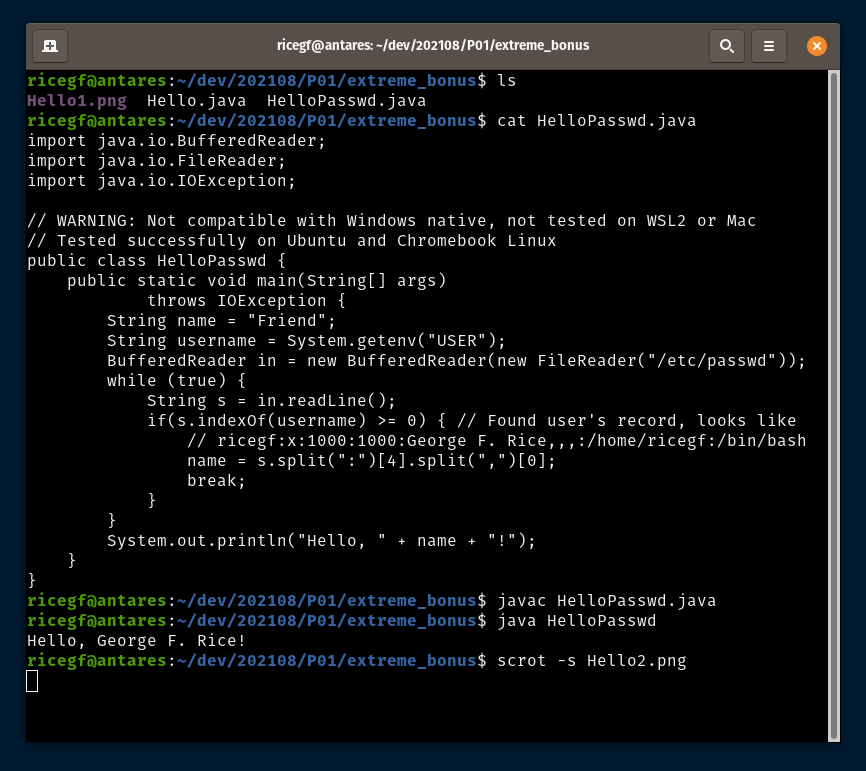 ricegf@antares: ~/dev/202108/P01/extreme_bonus
ricegf@antares:~/dev/202108/P01/extreme_bonus$ ls
Hello1.png  Hello.java  HelloPasswd.java
ricegf@antares:~/dev/202108/P01/extreme_bonus$ cat HelloPasswd.java
import java.io.BufferedReader;
import java.io.FileReader;
import java.io.IOException;

// WARNING: Not compatible with Windows native, not tested on WSL2 or Mac
// Tested successfully on Ubuntu and Chromebook Linux
public class HelloPasswd {
    public static void main(String[] args)
            throws IOException {
        String name = "Friend";
        String username = System.getenv("USER");
        BufferedReader in = new BufferedReader(new FileReader("/etc/passwd"));
        while (true) {
            String s = in.readLine();
            if(s.indexOf(username) >= 0) { // Found user's record, looks like
                // ricegf:x:1000:1000:George F. Rice,,,:/home/ricegf:/bin/bash
                name = s.split(":")[4].split(",")[0];
                break;
            }
        }
        System.out.println("Hello, " + name + "!");
    }
}
ricegf@antares:~/dev/202108/P01/extreme_bonus$ javac HelloPasswd.java
ricegf@antares:~/dev/202108/P01/extreme_bonus$ java HelloPasswd
Hello, George F. Rice!
ricegf@antares:~/dev/202108/P01/extreme_bonus$ scrot -s Hello2.png